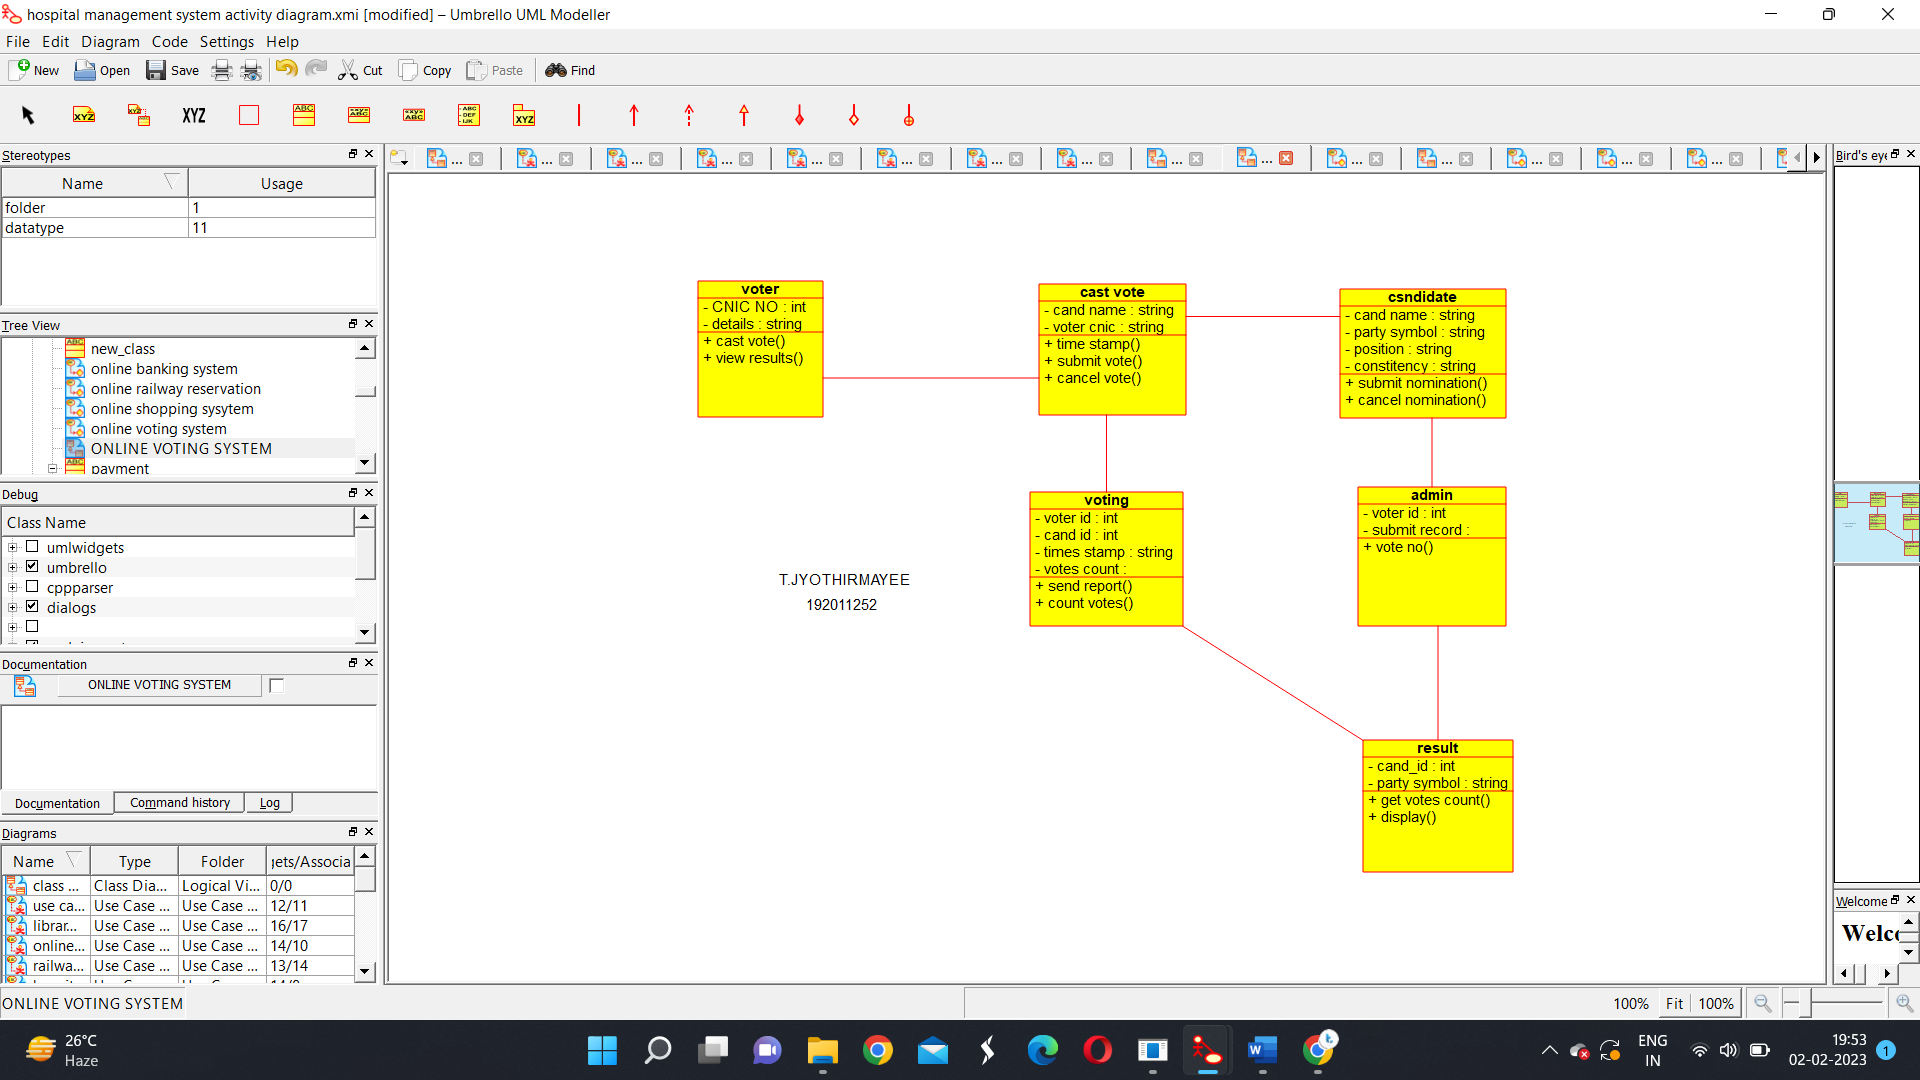 hospital management system activity diagram.xmi [modified] – Umbrello UML Modeller
File Edit Diagram Code Settings Help
New Open Save Cut Copy Paste Find
XYZ
Stereotypes
Name Usage
folder 1
datatype 11
Tree View
new_class
online banking system
online railway reservation
online shopping sysytem
online voting system
ONLINE VOTING SYSTEM
payment
Debug
Class Name
umlwidgets
umbrello
cppparser
dialogs
Documentation
ONLINE VOTING SYSTEM
Documentation Command history Log
Diagrams
Name Type Folder jets/Associa
class ... Class Dia... Logical Vi... 0/0
use ca... Use Case ... Use Case ... 12/11
librar... Use Case ... Use Case ... 16/17
online... Use Case ... Use Case ... 14/10
railwa... Use Case ... Use Case ... 13/14
voter
- CNIC NO : int
- details : string
+ cast vote()
+ view results()
cast vote
- cand name : string
- voter cnic : string
+ time stamp()
+ submit vote()
+ cancel vote()
csndidate
- cand name : string
- party symbol : string
- position : string
- constitency : string
+ submit nomination()
+ cancel nomination()
voting
- voter id : int
- cand id : int
- times stamp : string
- votes count :
+ send report()
+ count votes()
admin
- voter id : int
- submit record :
+ vote no()
T.JYOTHIRMAYEE
192011252
result
- cand_id : int
- party symbol : string
+ get votes count()
+ display()
Bird's eye
Welcome
Welco
ONLINE VOTING SYSTEM
100% Fit 100%
26°C
Haze
ENG
IN
19:53
02-02-2023
1